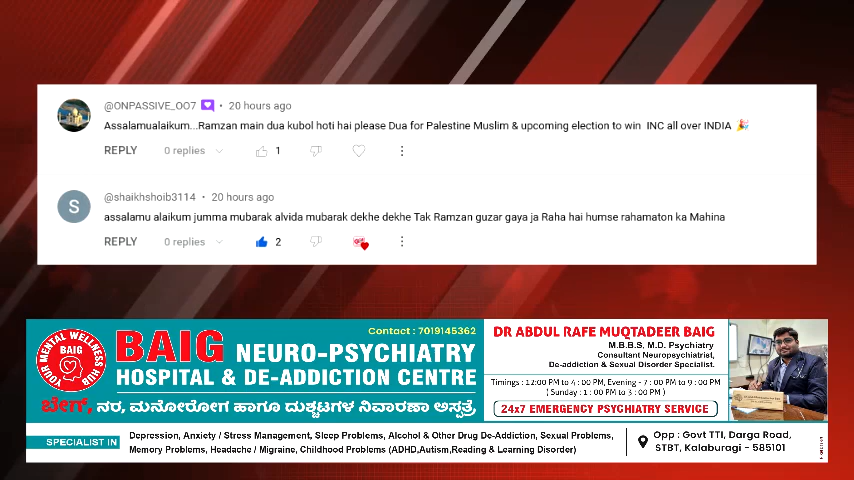 @ONPASSIVE_OO7 • 20 hours ago
Assalamualaikum...Ramzan main dua kubol hoti hai please Dua for Palestine Muslim & upcoming election to win INC all over INDIA 🎉
REPLY 0 replies 1
S
@shaikhshoib3114 • 20 hours ago
assalamu alaikum jumma mubarak alvida mubarak dekhe dekhe Tak Ramzan guzar gaya ja Raha hai humse rahamaton ka Mahina
REPLY 0 replies 2
YOUR MENTAL WELLNESS HUB
BAIG
Contact : 7019145362
BAIG NEURO-PSYCHIATRY
HOSPITAL & DE-ADDICTION CENTRE
ಬೇಗ್, ನರ, ಮನೋರೋಗ ಹಾಗೂ ದುಶ್ಚಟಗಳ ನಿವಾರಣಾ ಆಸ್ಪತ್ರೆ,
DR ABDUL RAFE MUQTADEER BAIG
M.B.B.S, M.D. Psychiatry
Consultant Neuropsychiatrist,
De-addiction & Sexual Disorder Specialist.
Timings : 12:00 PM to 4 : 00 PM, Evening - 7 : 00 PM to 9 : 00 PM
( Sunday : 1 : 00 PM to 3 : 00 PM )
24x7 EMERGENCY PSYCHIATRY SERVICE
SPECIALIST IN
Depression, Anxiety / Stress Management, Sleep Problems, Alcohol & Other Drug De-Addiction, Sexual Problems,
Memory Problems, Headache / Migraine, Childhood Problems (ADHD,Autism,Reading & Learning Disorder)
Opp : Govt TTI, Darga Road,
STBT, Kalaburagi - 585101